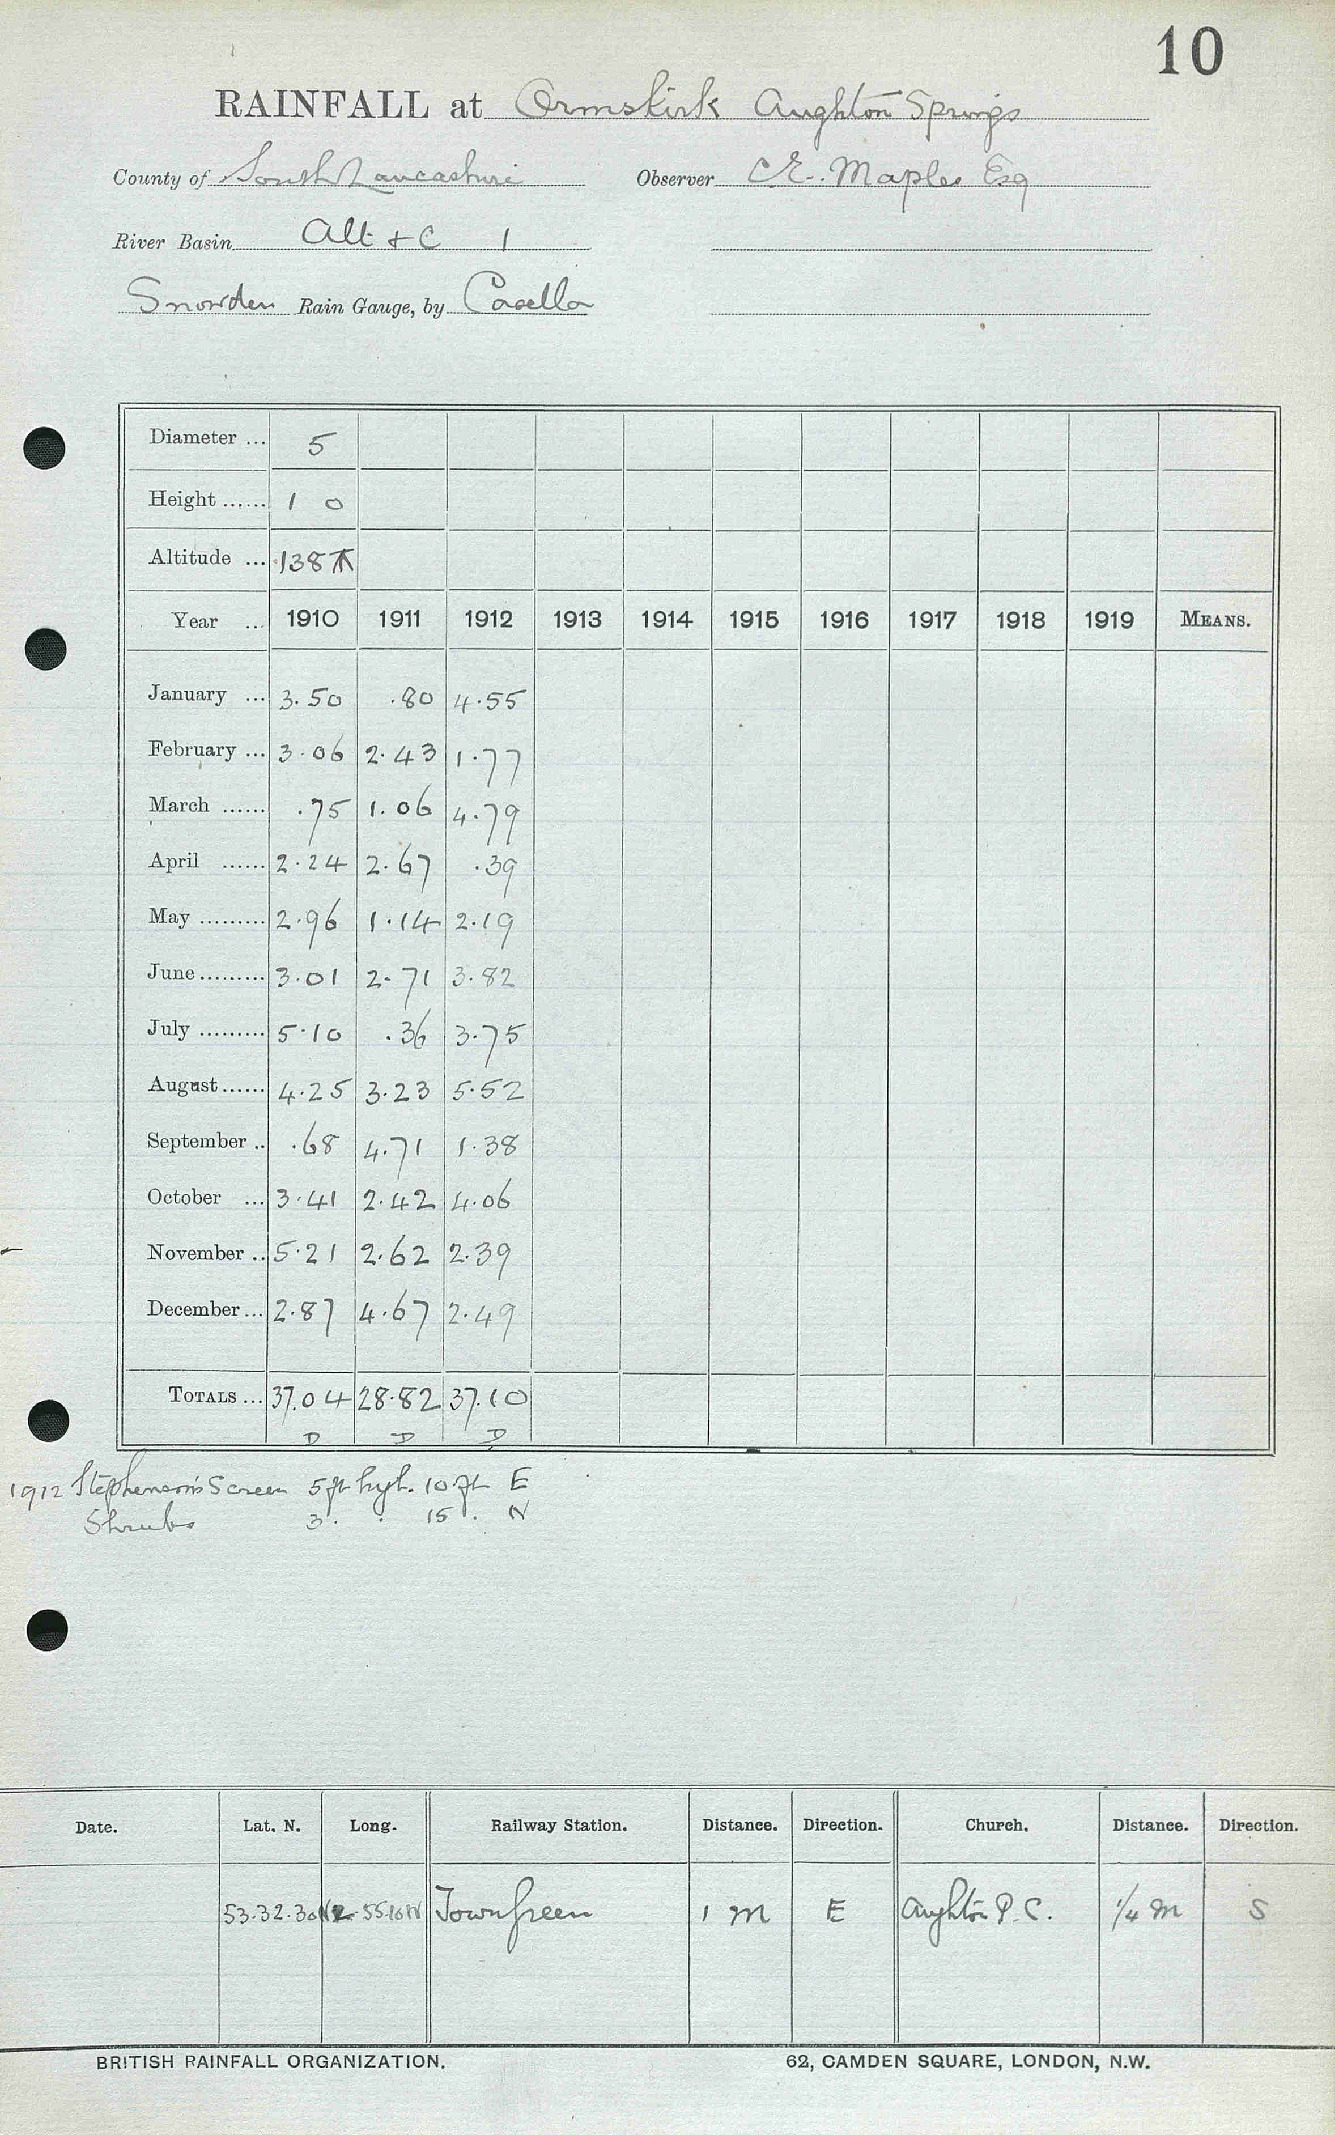 10
RAINFALL at Ormskirk Aughton Springs
County of South Lancashire Observer C E. Maples Esq
River Basin Alt + C 1
Snowden Rain Gauge, by Casella
Diameter ... 5
Height ...... 1 0
Altitude ... 138
Year ... 1910 1911 1912 1913 1914 1915 1916 1917 1918 1919 MEANS.
January ... 3.50 .80 4.55
February ... 3.06 2.43 1.77
March ...... .75 1.06 4.79
April ...... 2.24 2.67 .39
May ......... 2.96 1.14 2.19
June ......... 3.01 2.71 3.82
July ......... 5.10 .36 3.75
August ...... 4.25 3.23 5.52
September .. .68 4.71 1.38
October ... 3.41 2.42 4.06
November .. 5.21 2.62 2.39
December ... 2.87 4.67 2.49
TOTALS ... 37.04 28.82 37.10
D D D
1912 Stephenson's Screen 5 ft hgh. 10 ft E
Shrubs 3 . . 15 . N
Date. Lat. N. Long. Railway Station. Distance. Direction. Church. Distance. Direction.
53.32.30N 2.55.10W Town Green 1 m E Aughton P. C. 1/4 m S
BRITISH RAINFALL ORGANIZATION. 62, CAMDEN SQUARE, LONDON, N.W.